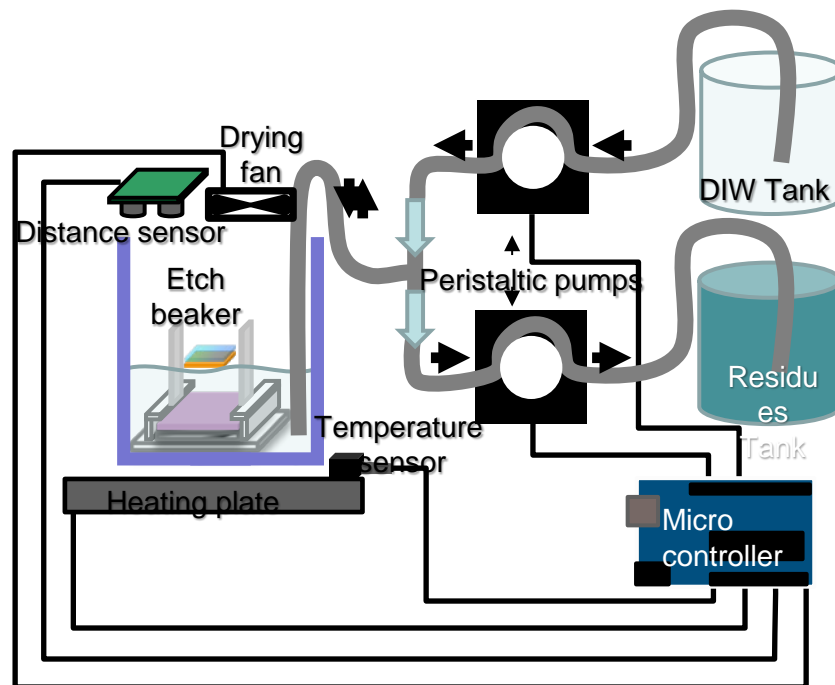 Drying
fan
DIW Tank
Distance sensor
Peristaltic pumps
Etch
beaker
Residu
es
Tank
Temperature
sensor
Heating plate
Micro
controller